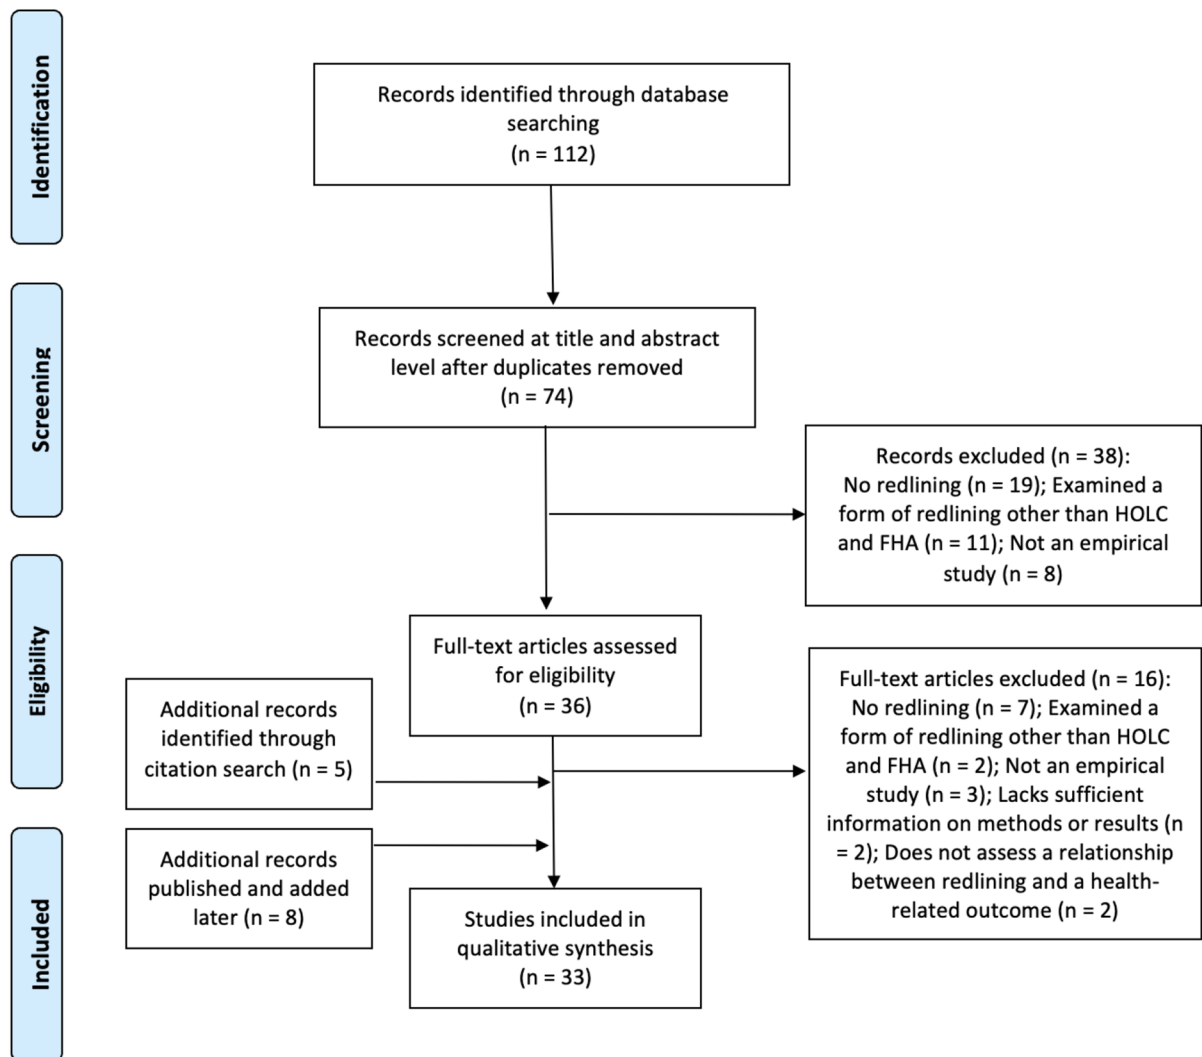 Identification
Records identified through database
searching
(n = 112)
Screening
Records screened at title and abstract
level after duplicates removed
(n = 74)
Records excluded (n = 38):
No redlining (n = 19); Examined a
form of redlining other than HOLC
and FHA (n = 11); Not an empirical
study (n = 8)
Eligibility
Full-text articles assessed
for eligibility
(n = 36)
Additional records
identified through
citation search (n = 5)
Full-text articles excluded (n = 16):
No redlining (n = 7); Examined a
form of redlining other than HOLC
and FHA (n = 2); Not an empirical
study (n = 3); Lacks sufficient
information on methods or results (n
= 2); Does not assess a relationship
between redlining and a health-
related outcome (n = 2)
Included
Additional records
published and added
later (n = 8)
Studies included in
qualitative synthesis
(n = 33)